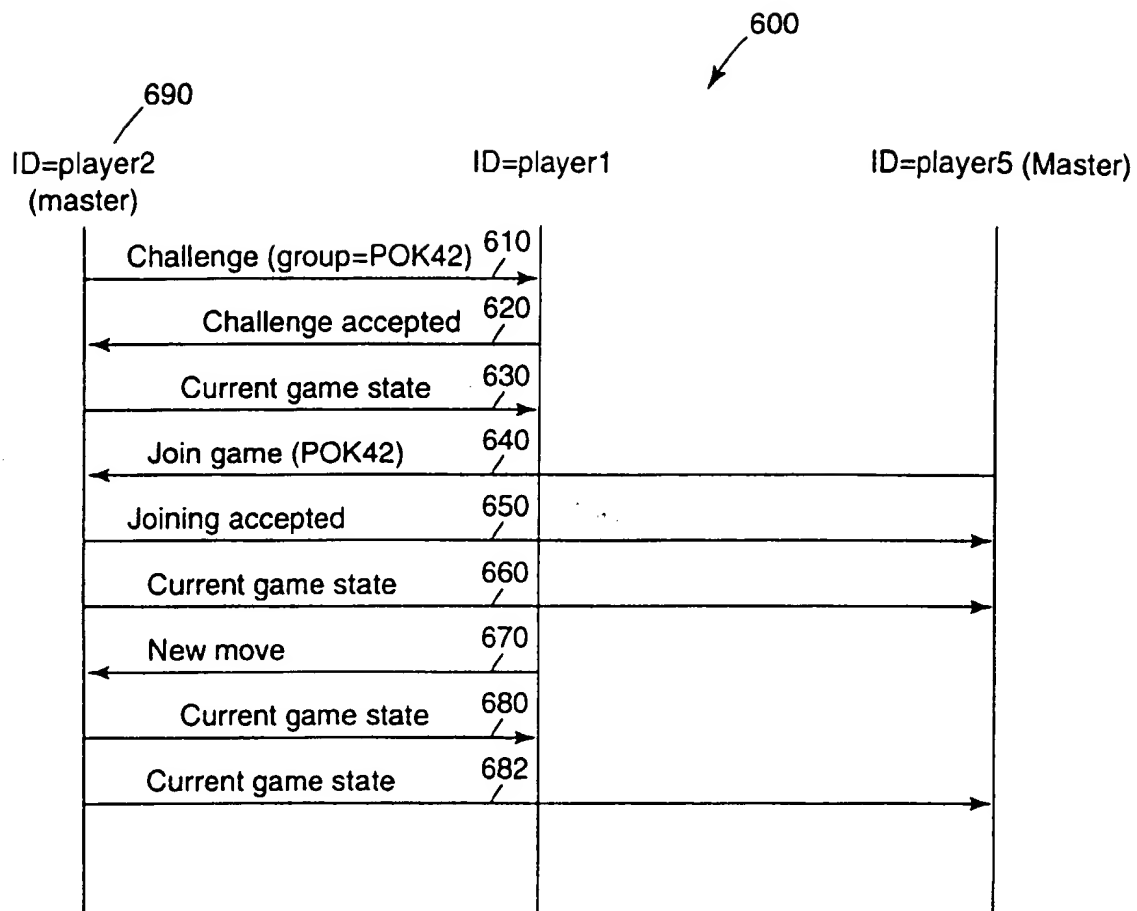 600
690
ID=player2
(master)
ID=player1
ID=player5 (Master)
Challenge (group=POK42) 610
Challenge accepted 620
Current game state 630
Join game (POK42) 640
Joining accepted 650
Current game state 660
New move 670
Current game state 680
Current game state 682